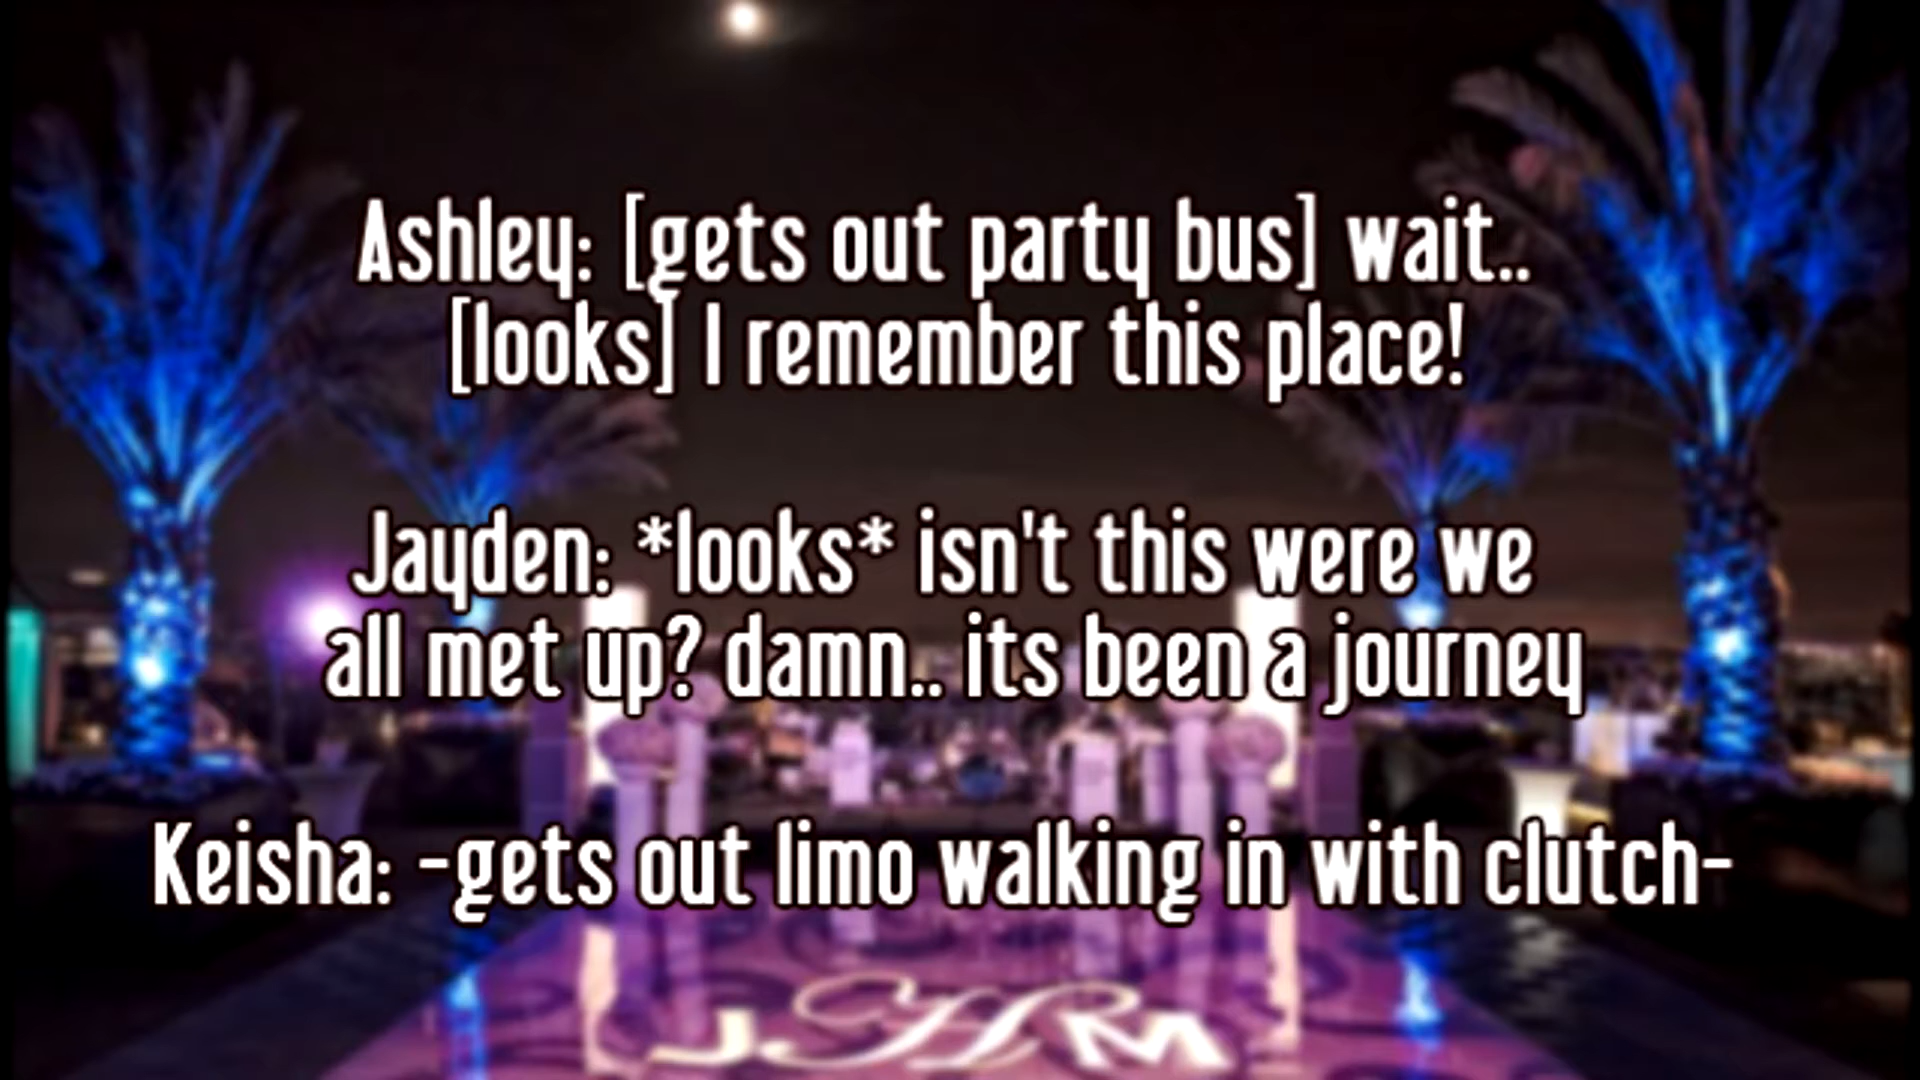 Ashley: [gets out party bus] wait..
[looks] I remember this place!
Jayden: *looks* isn't this were we
all met up? damn.. its been a journey
Keisha: -gets out limo walking in with clutch-
JHM